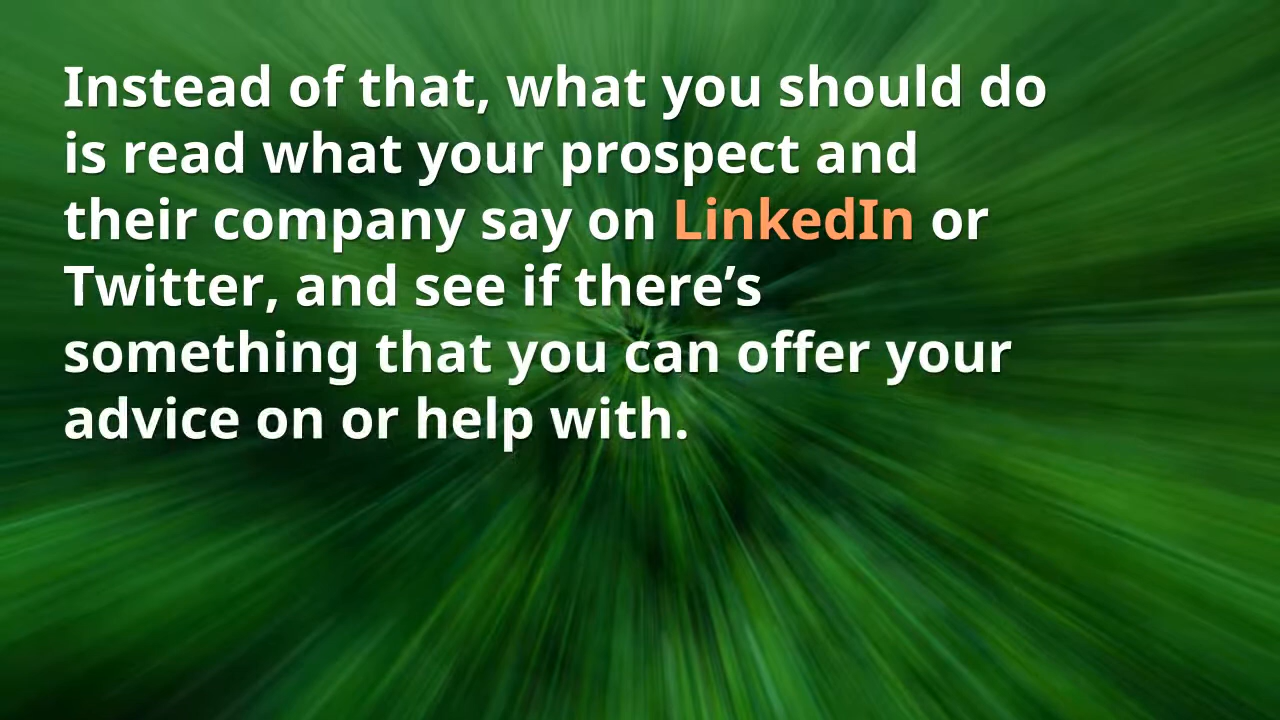 Instead of that, what you should do
is read what your prospect and
their company say on LinkedIn or
Twitter, and see if there’s
something that you can offer your
advice on or help with.